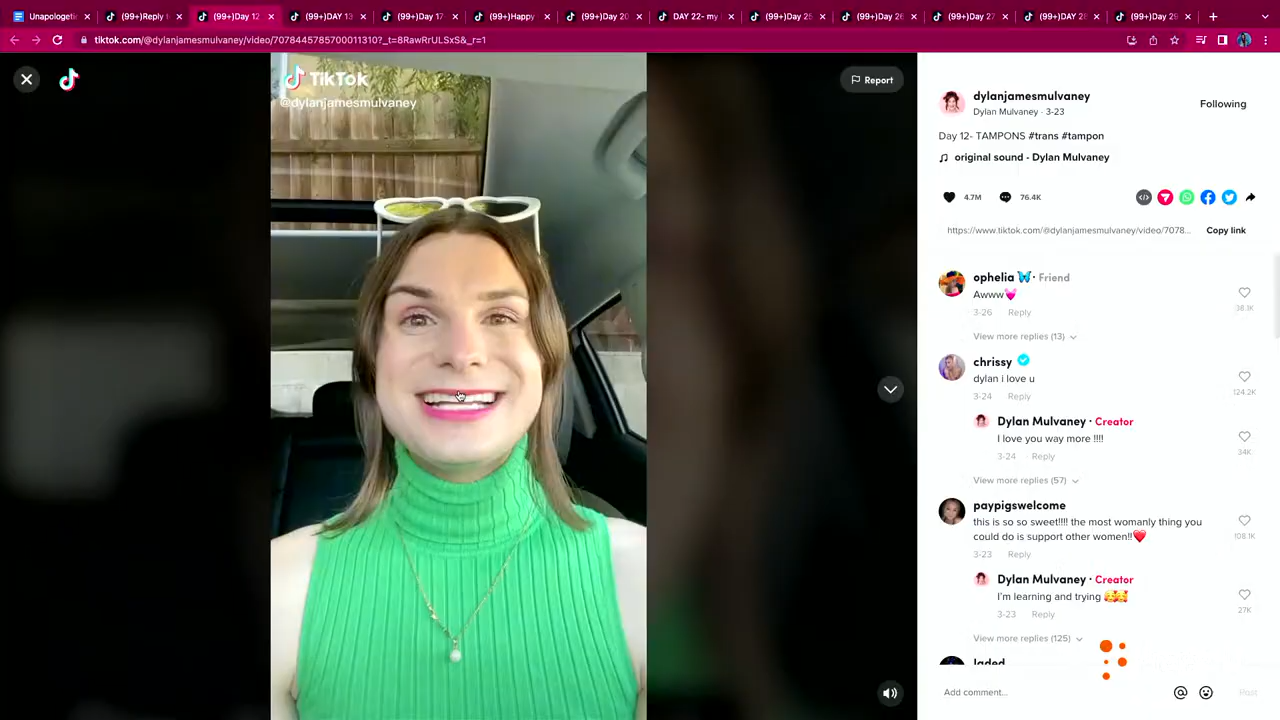 Unapologeti
(99+)Reply t
(99+)Day 12
(99+)DAY 13
(99+)Day 17
(99+)Happy
(99+)Day 20
DAY 22- my
(99+)Day 25
(99+)Day 26
(99+)Day 27
(99+)DAY 28
(99+)Day 29
tiktok.com/@dylanjamesmulvaney/video/7078445785700011310?_t=8RawRrULSxS&_r=1
TikTok
@dylanjamesmulvaney
Report
dylanjamesmulvaney
Dylan Mulvaney · 3-23
Following
Day 12- TAMPONS #trans #tampon
original sound - Dylan Mulvaney
4.7M
76.4K
https://www.tiktok.com/@dylanjamesmulvaney/video/7078...
Copy link
ophelia · Friend
Awww
3-26 Reply
38.1K
View more replies (13)
chrissy
dylan i love u
3-24 Reply
124.2K
Dylan Mulvaney · Creator
I love you way more !!!!
3-24 · Reply
34K
View more replies (57)
paypigswelcome
this is so so sweet!!!! the most womanly thing you
could do is support other women!!
3-23 Reply
108.1K
Dylan Mulvaney · Creator
I'm learning and trying
3-23 Reply
27K
View more replies (125)
Jaded
Add comment...
@
Post